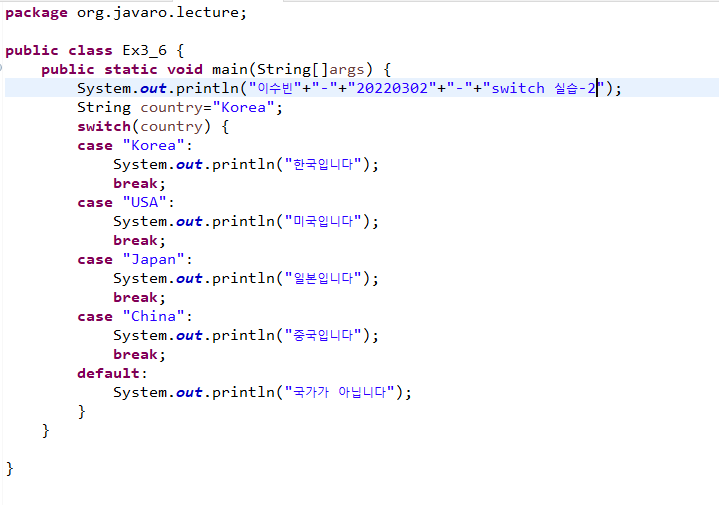 package org.javaro.lecture;
public class Ex3_6 {
public static void main(String[]args) {
System.out.println("이수빈"+"-"+"20220302"+"-"+"switch 실습-2");
String country="Korea";
switch(country) {
case "Korea":
System.out.println("한국입니다");
break;
case "USA":
System.out.println("미국입니다");
break;
case "Japan":
System.out.println("일본입니다");
break;
case "China":
System.out.println("중국입니다");
break;
default:
System.out.println("국가가 아닙니다");
}
}
}